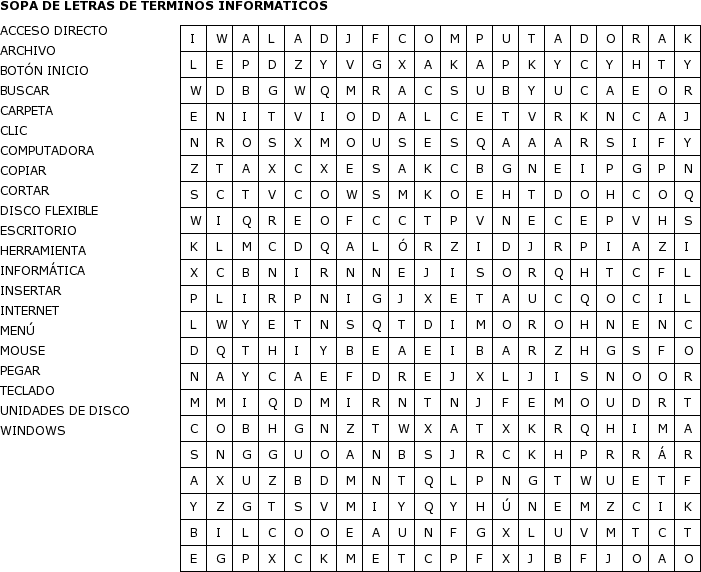 SOPA DE LETRAS DE TERMINOS INFORMATICOS
ACCESO DIRECTO
ARCHIVO
BOTÓN INICIO
BUSCAR
CARPETA
CLIC
COMPUTADORA
COPIAR
CORTAR
DISCO FLEXIBLE
ESCRITORIO
HERRAMIENTA
INFORMÁTICA
INSERTAR
INTERNET
MENÚ
MOUSE
PEGAR
TECLADO
UNIDADES DE DISCO
WINDOWS
I W A L A D J F C O M P U T A D O R A K
L E P D Z Y V G X A K A P K Y C Y H T Y
W D B G W Q M R A C S U B Y U C A E O R
E N I T V I O D A L C E T V R K N C A J
N R O S X M O U S E S Q A A A R S I F Y
Z T A X C X E S A K C B G N E I P G P N
S C T V C O W S M K O E H T D O H C O Q
W I Q R E O F C C T P V N E C E P V H S
K L M C D Q A L Ó R Z I D J R P I A Z I
X C B N I R N N E J I S O R Q H T C F L
P L I R P N I G J X E T A U C Q O C I L
L W Y E T N S Q T D I M O R O H N E N C
D Q T H I Y B E A E I B A R Z H G S F O
N A Y C A E F D R E J X L J I S N O O R
M M I Q D M I R N T N J F E M O U D R T
C O B H G N Z T W X A T X K R Q H I M A
S N G G U O A N B S J R C K H P R R Á R
A X U Z B D M N T Q L P N G T W U E T F
Y Z G T S V M I Y Q Y H Ú N E M Z C I K
B I L C O O E A U N F G X L U V M T C T
E G P X C K M E T C P F X J B F J O A O